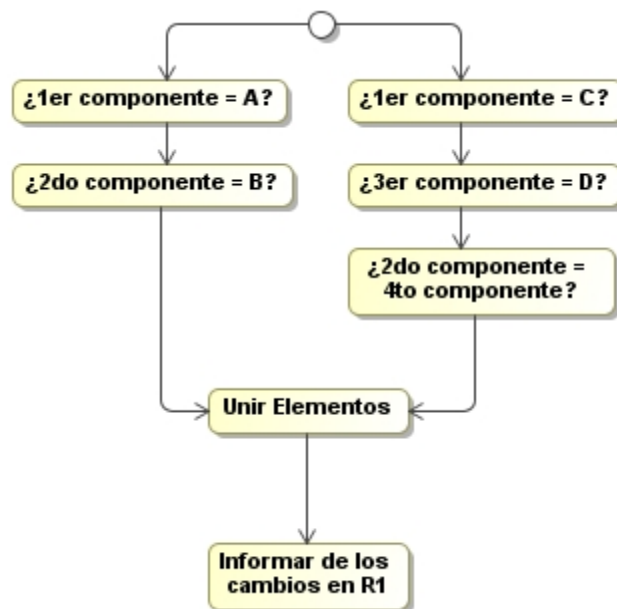 ¿1er componente = A?
¿1er componente = C?
¿2do componente = B?
¿3er componente = D?
¿2do componente =
4to componente?
Unir Elementos
Informar de los
cambios en R1